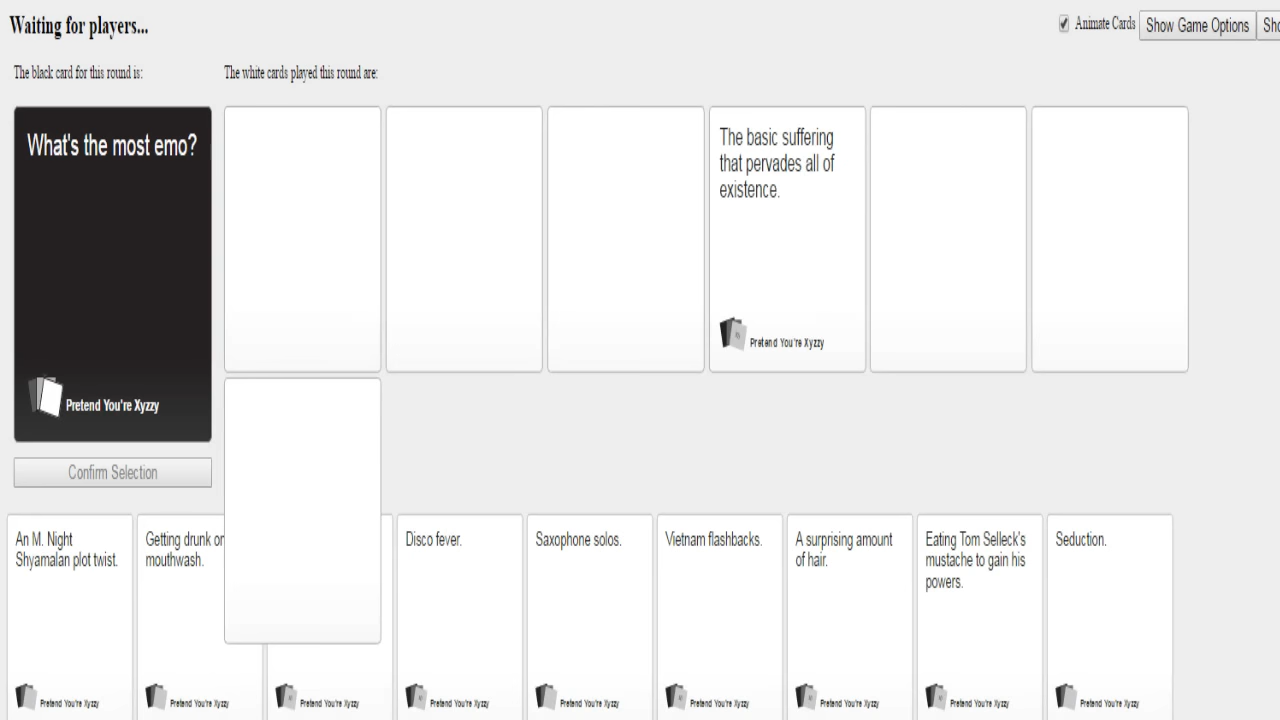 Waiting for players...
Animate Cards
Show Game Options
The black card for this round is:
The white cards played this round are:
What's the most emo?
Pretend You're Xyzzy
The basic suffering
that pervades all of
existence.
Pretend You're Xyzzy
Confirm Selection
An M. Night
Shyamalan plot twist.
Pretend You're Xyzzy
Getting drunk on
mouthwash.
Pretend You're Xyzzy
Pretend You're Xyzzy
Disco fever.
Pretend You're Xyzzy
Saxophone solos.
Pretend You're Xyzzy
Vietnam flashbacks.
Pretend You're Xyzzy
A surprising amount
of hair.
Pretend You're Xyzzy
Eating Tom Selleck's
mustache to gain his
powers.
Pretend You're Xyzzy
Seduction.
Pretend You're Xyzzy